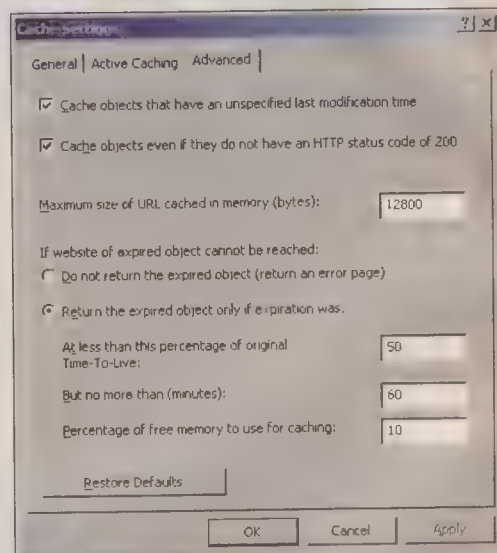 Cache Settings
? X
General Active Caching Advanced
Cache objects that have an unspecified last modification time
Cache objects even if they do not have an HTTP status code of 200
Maximum size of URL cached in memory (bytes): 12800
If website of expired object cannot be reached:
Do not return the expired object (return an error page)
Return the expired object only if expiration was.
At less than this percentage of original
Time-To-Live: 50
But no more than (minutes): 60
Percentage of free memory to use for caching: 10
Restore Defaults
OK Cancel Apply